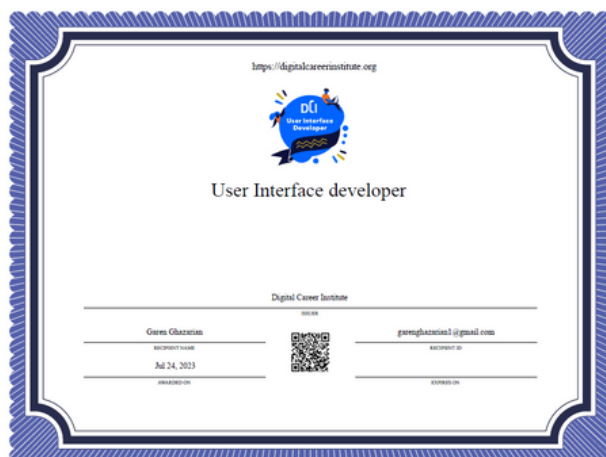 https://digitalcareerinstitute.org
DCI
User Interface
Developer
User Interface developer
Digital Career Institute
ISSUER
Garen Ghazarian
RECIPIENT NAME
garenghazarian1@gmail.com
RECIPIENT ID
Jul 24, 2023
AWARDED ON
EXPIRES ON